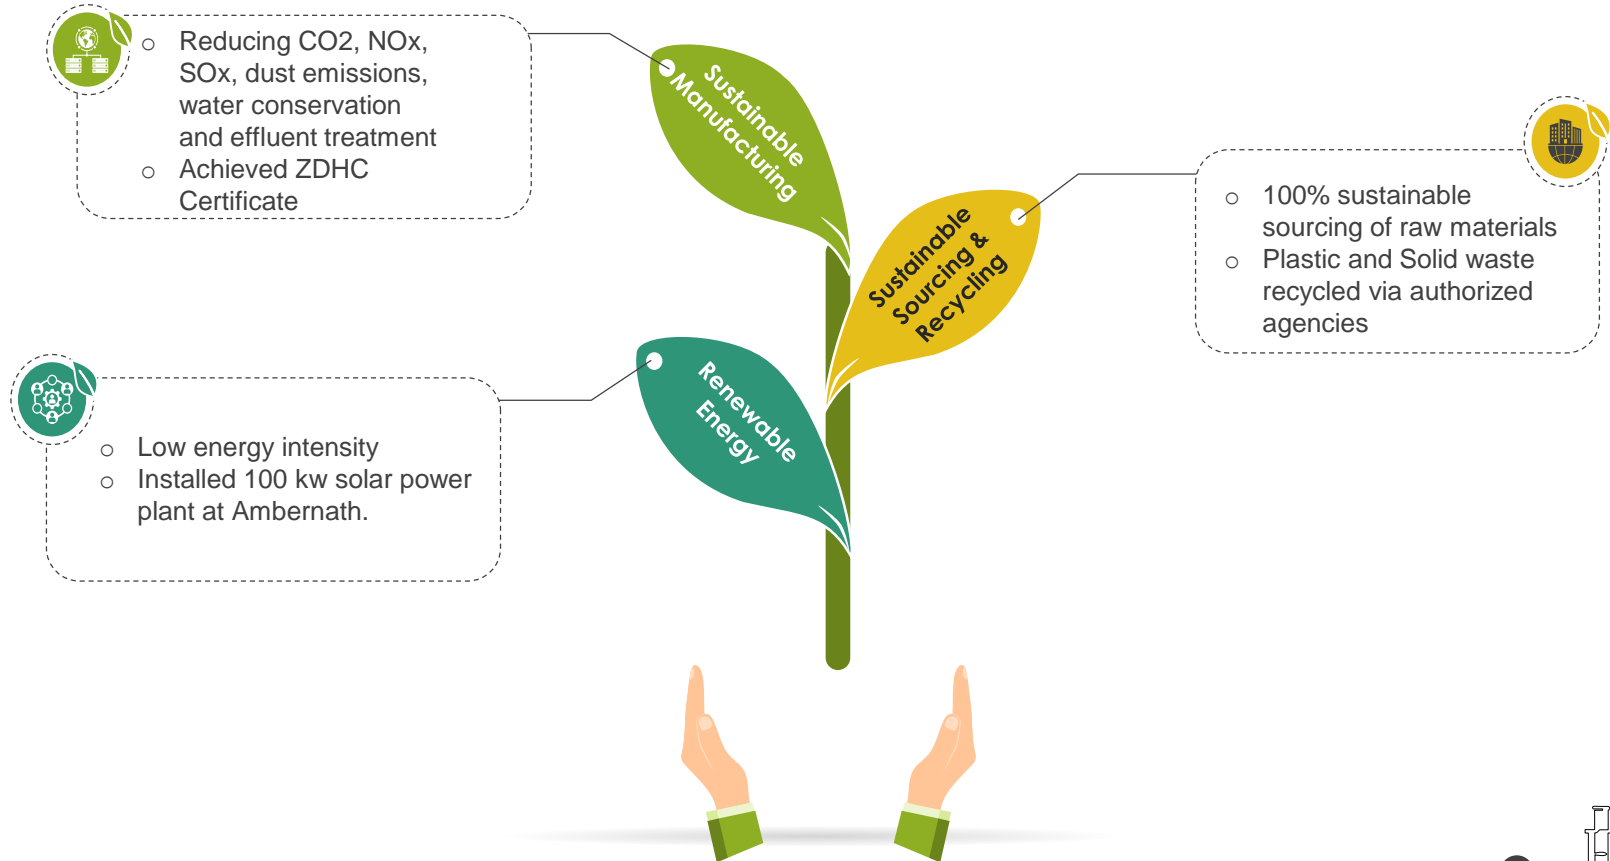 ○ Reducing CO2, NOx,
SOx, dust emissions,
water conservation
and effluent treatment
○ Achieved ZDHC
Certificate
Sustainable
Manufacturing
○ 100% sustainable
sourcing of raw materials
○ Plastic and Solid waste
recycled via authorized
agencies
Sustainable
Sourcing &
Recycling
○ Low energy intensity
○ Installed 100 kw solar power
plant at Ambernath.
Renewable
Energy